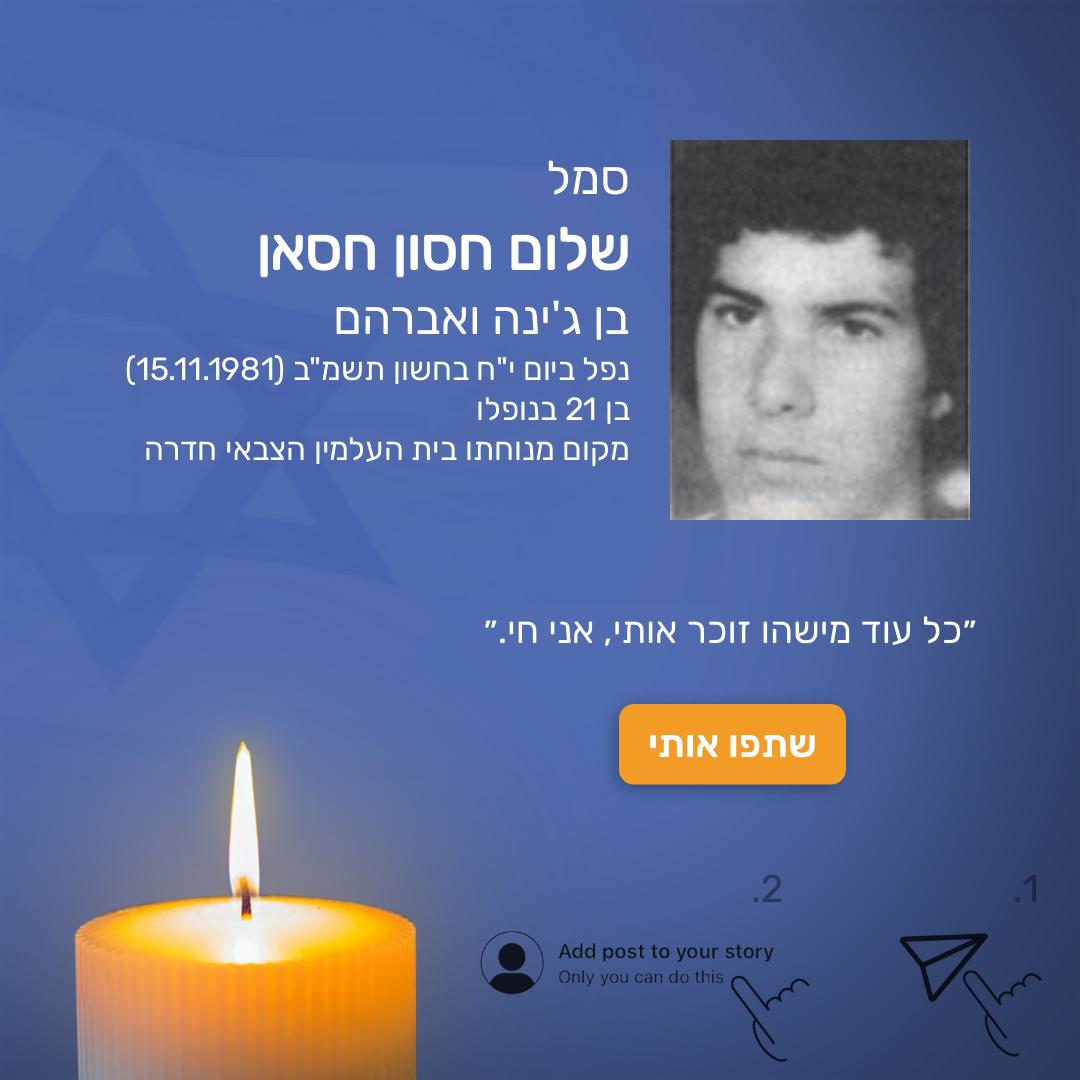 סמל
שלום חסון חסאן
בן ג'ינה ואברהם
נפל ביום י"ח בחשון תשמ"ב (15.11.1981)
בן 21 בנופלו
מקום מנוחתו בית העלמין הצבאי חדרה
״כל עוד מישהו זוכר אותי, אני חי.״
שתפו אותי
1.
2.
Add post to your story
Only you can do this